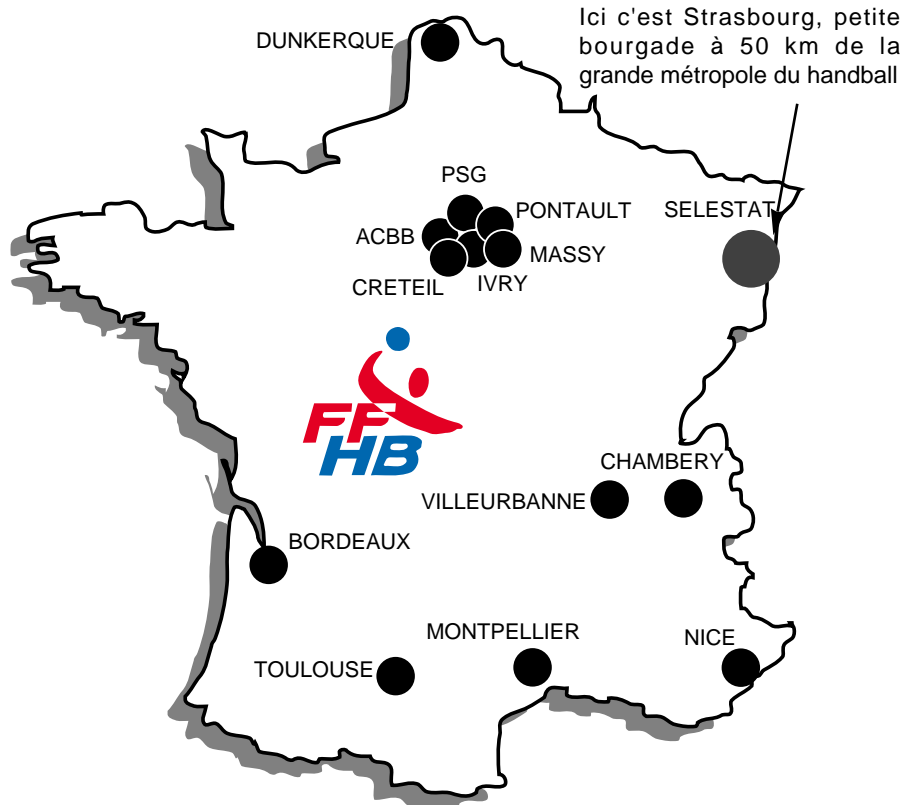 Ici c'est Strasbourg, petite
bourgade à 50 km de la
grande métropole du handball
DUNKERQUE
PSG
PONTAULT
SELESTAT
ACBB
MASSY
CRETEIL
IVRY
FF
HB
CHAMBERY
VILLEURBANNE
BORDEAUX
MONTPELLIER
NICE
TOULOUSE